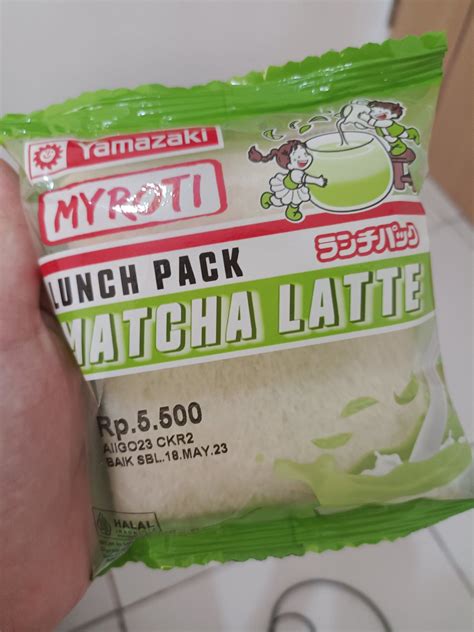 Yamazaki
MYROTI
ランチパック
LUNCH PACK
MATCHA LATTE
Rp.5.500
CKR2
BAIK SBL.18.MAY.23
HALAL